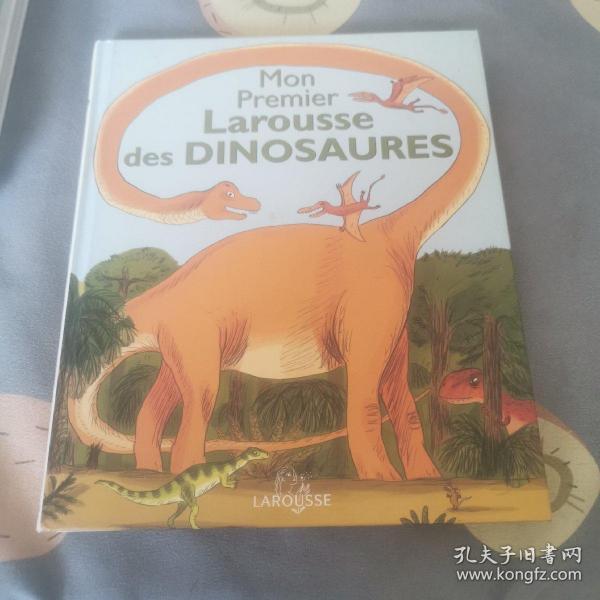 Mon
Premier
Larousse
des DINOSAURES
LAROUSSE
孔夫子旧书网
www.kongfz.com